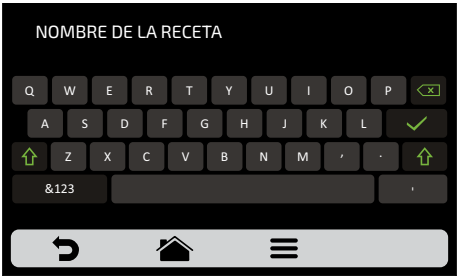 NOMBRE DE LA RECETA
Q W E R T Y U I O P
A S D F G H J K L
Z X C V B N M , .
&123 '